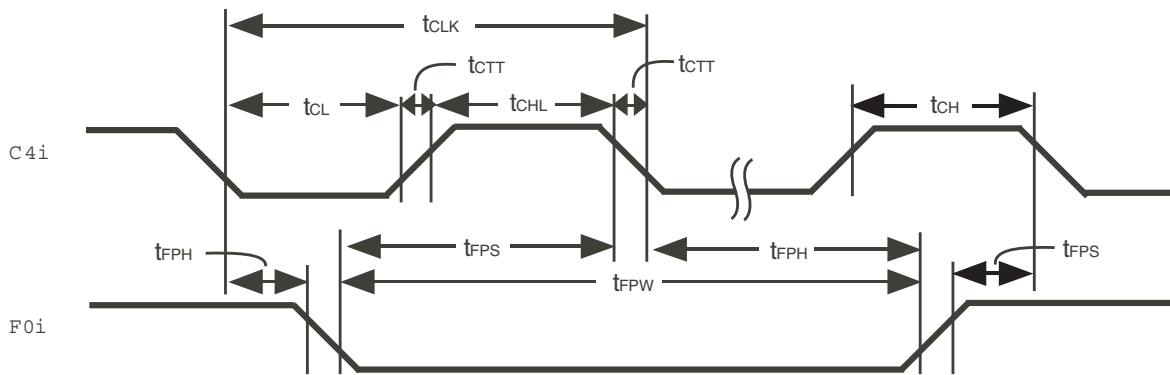 tCLK
tCTT
tCTT
tCL
tCHL
tCH
C4i
tFPH
tFPS
tFPH
tFPS
tFPW
F0i